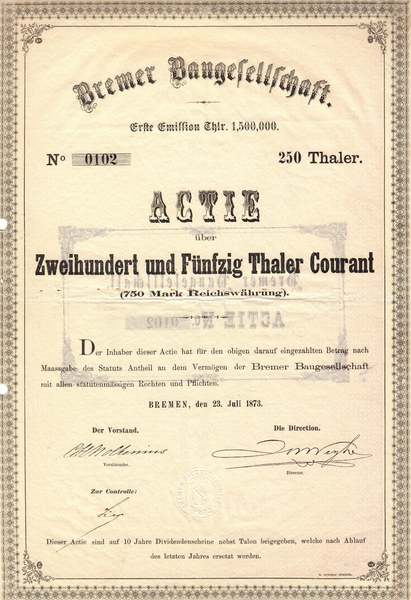 Bremer Baugesellschaft.
Erste Emission Thlr. 1,500,000.
No 0102 250 Thaler.
ACTIE
über
Zweihundert und Fünfzig Thaler Courant
(750 Mark Reichswährung).
Der Inhaber dieser Actie hat für den obigen darauf eingezahlten Betrag nach
Maassgabe des Statuts Antheil an dem Vermögen der Bremer Baugesellschaft
mit allen statutenmässigen Rechten und Pflichten.
BREMEN, den 23. Juli 1873.
Der Vorstand. Die Direction.
Vorsitzender. Director.
Zur Controlle:
Dieser Actie sind auf 10 Jahre Dividendenscheine nebst Talon beigegeben, welche nach Ablauf
des letzten Jahres ersetzt werden.